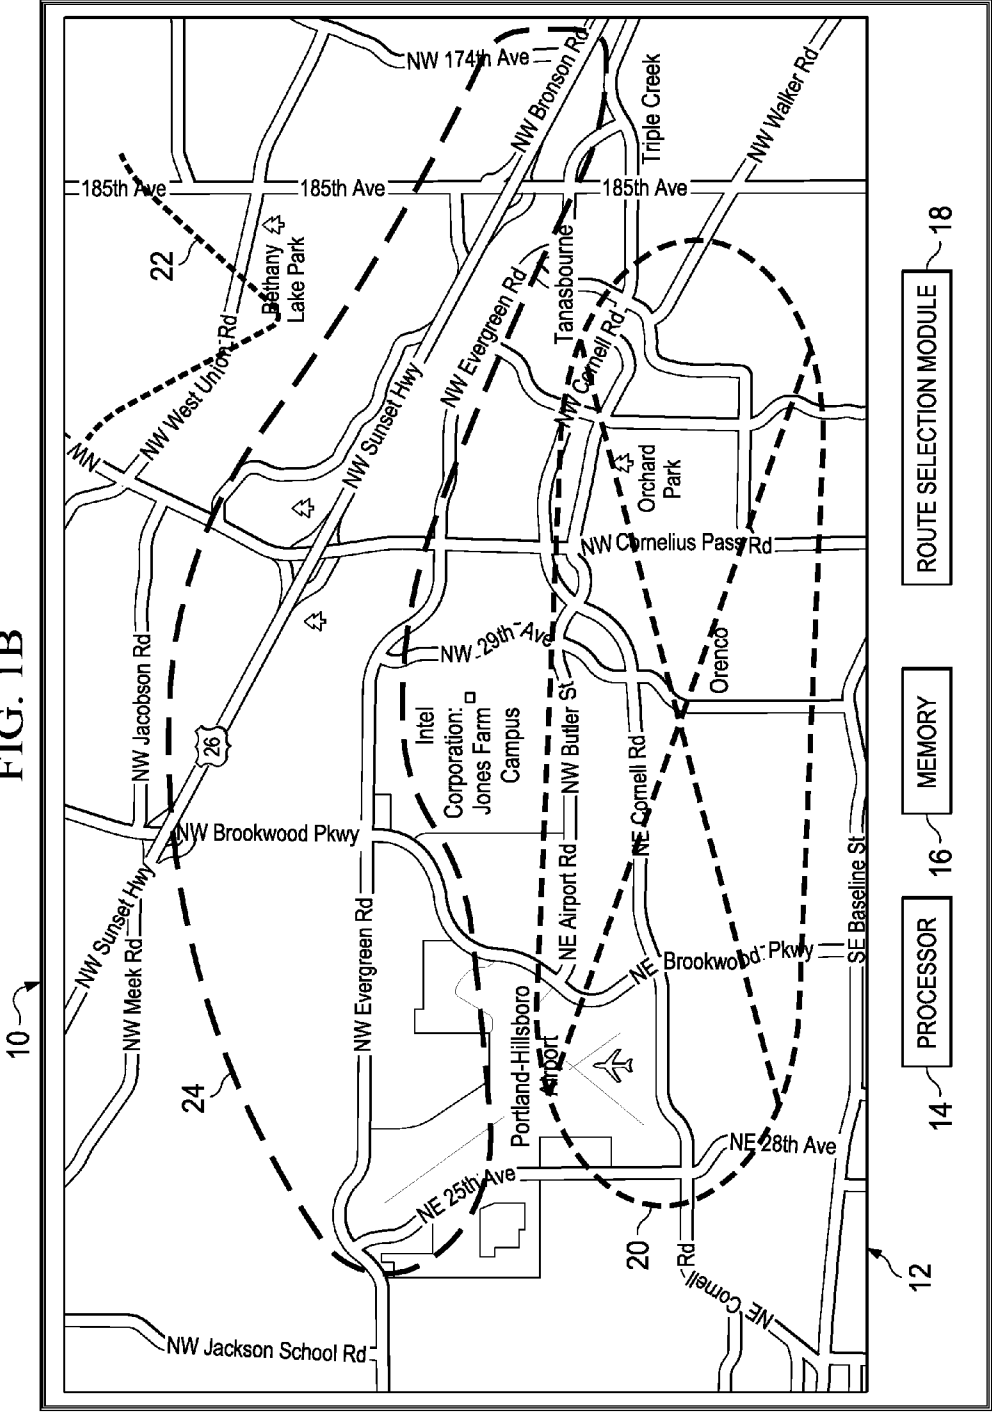 FIG. 1B
10
NW Jackson School Rd
NW Meek Rd
NW Sunset Hwy
NW Brookwood Pkwy
NW Jacobson Rd
26
NW
NW West Union Rd
22
185th Ave
185th Ave
185th Ave
NW 174th Ave
NW Bronson Rd
Bethany
Lake Park
NW Sunset Hwy
24
NW Evergreen Rd
NW Evergreen Rd
NE 25th Ave
NW 29th Ave
Intel
Corporation:
Jones Farm
Campus
Tanasbourne
Triple Creek
NW Walker Rd
NW Cornell Rd
Orchard
Park
NW Cornelius Pass Rd
Portland-Hillsboro
Airport
NE Airport Rd
NW Butler St
NE Cornell Rd
Orenco
NE Brookwood Pkwy
SE Baseline St
NE 28th Ave
20
NE Cornell Rd
12
14
PROCESSOR
16
MEMORY
ROUTE SELECTION MODULE
18